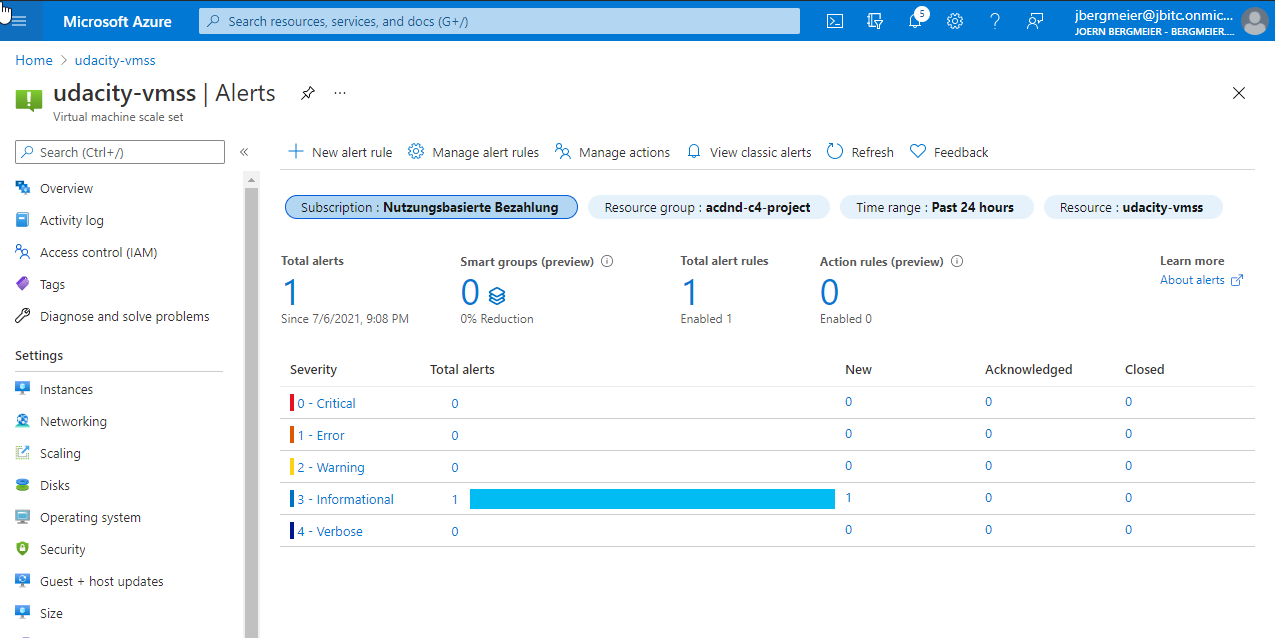 Microsoft Azure
Search resources, services, and docs (G+/)
5
jbergmeier@jbitc.onmic...
JOERN BERGMEIER - BERGMEIER....
Home > udacity-vmss
udacity-vmss | Alerts
...
Virtual machine scale set
Search (Ctrl+/)
«
New alert rule
Manage alert rules
Manage actions
View classic alerts
Refresh
Feedback
Overview
Activity log
Access control (IAM)
Tags
Diagnose and solve problems
Settings
Instances
Networking
Scaling
Disks
Operating system
Security
Guest + host updates
Size
Subscription : Nutzungsbasierte Bezahlung
Resource group : acdnd-c4-project
Time range : Past 24 hours
Resource : udacity-vmss
Total alerts
1
Since 7/6/2021, 9:08 PM
Smart groups (preview)
0
0% Reduction
Total alert rules
1
Enabled 1
Action rules (preview)
0
Enabled 0
Learn more
About alerts
Severity Total alerts New Acknowledged Closed
0 - Critical 0 0 0 0
1 - Error 0 0 0 0
2 - Warning 0 0 0 0
3 - Informational 1 1 0 0
4 - Verbose 0 0 0 0